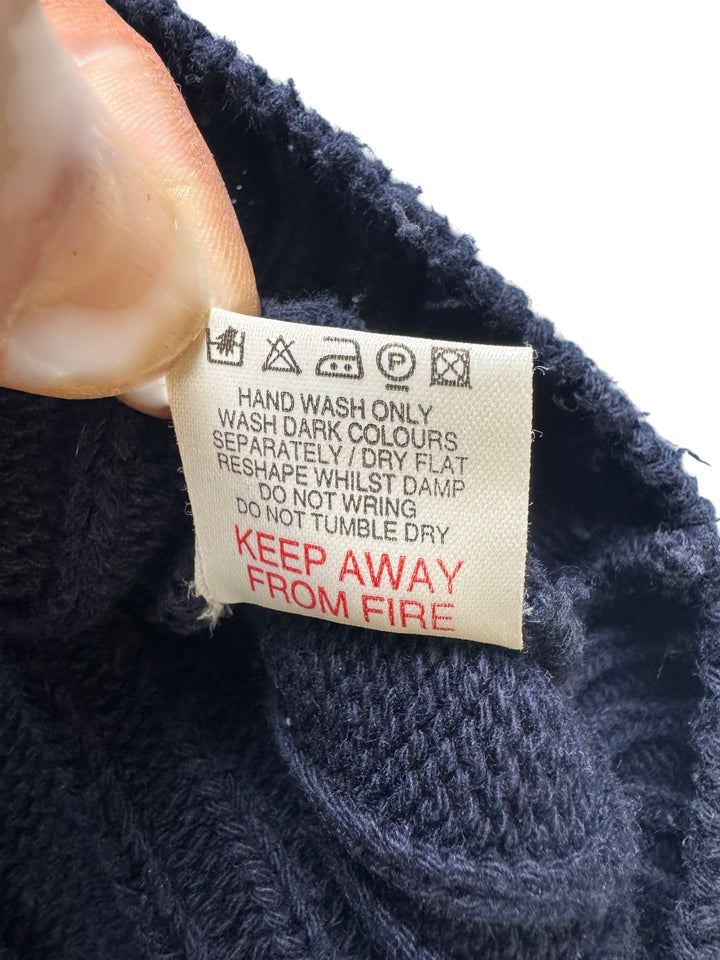 P
HAND WASH ONLY
WASH DARK COLOURS
SEPARATELY / DRY FLAT
RESHAPE WHILST DAMP
DO NOT WRING
DO NOT TUMBLE DRY
KEEP AWAY
FROM FIRE